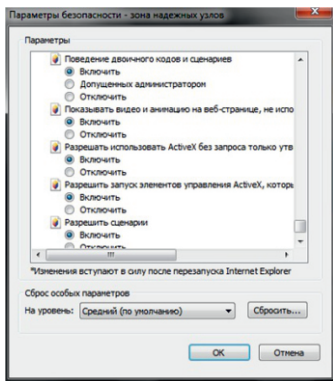 Параметры безопасности - зона надежных узлов
Параметры
Поведение двоичного кодов и сценариев
Включить
Допущенных администратором
Отключить
Показывать видео и анимацию на веб-странице, не испо
Включить
Отключить
Разрешать использовать ActiveX без запроса только утв
Включить
Отключить
Разрешить запуск элементов управления ActiveX, которы
Включить
Отключить
Разрешить сценарии
Включить
Отключить
*Изменения вступают в силу после перезапуска Internet Explorer
Сброс особых параметров
На уровень: Средний (по умолчанию) Сбросить...
OK Отмена